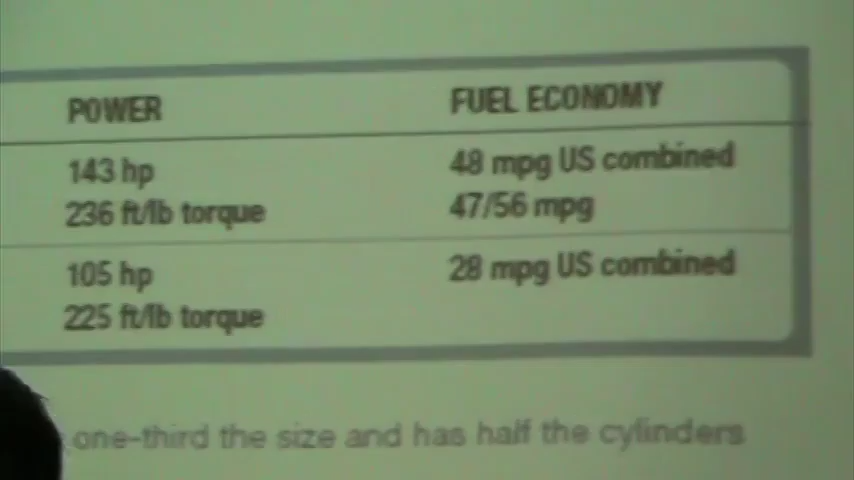 POWER FUEL ECONOMY
143 hp 48 mpg US combined
236 ft/lb torque 47/56 mpg
105 hp 28 mpg US combined
225 ft/lb torque
one-third the size and has half the cylinders